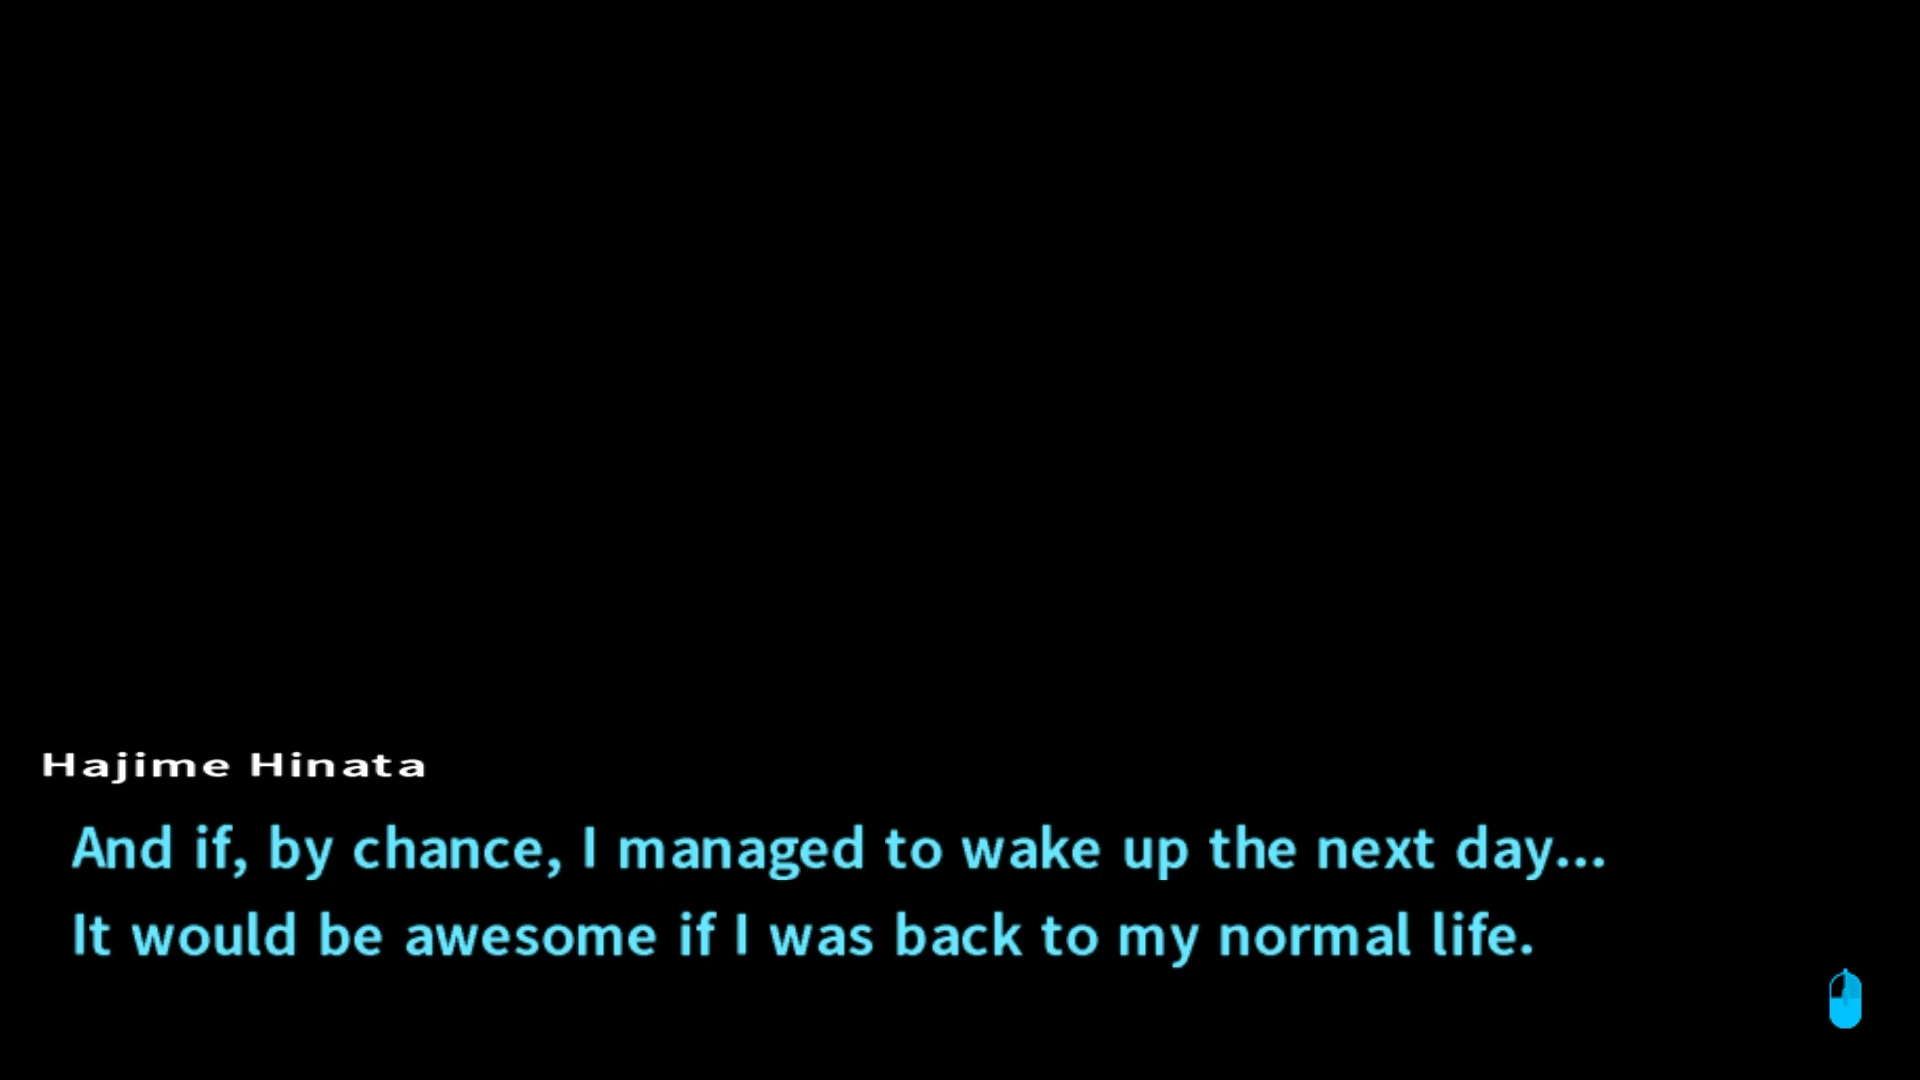 Hajime Hinata
And if, by chance, I managed to wake up the next day...
It would be awesome if I was back to my normal life.